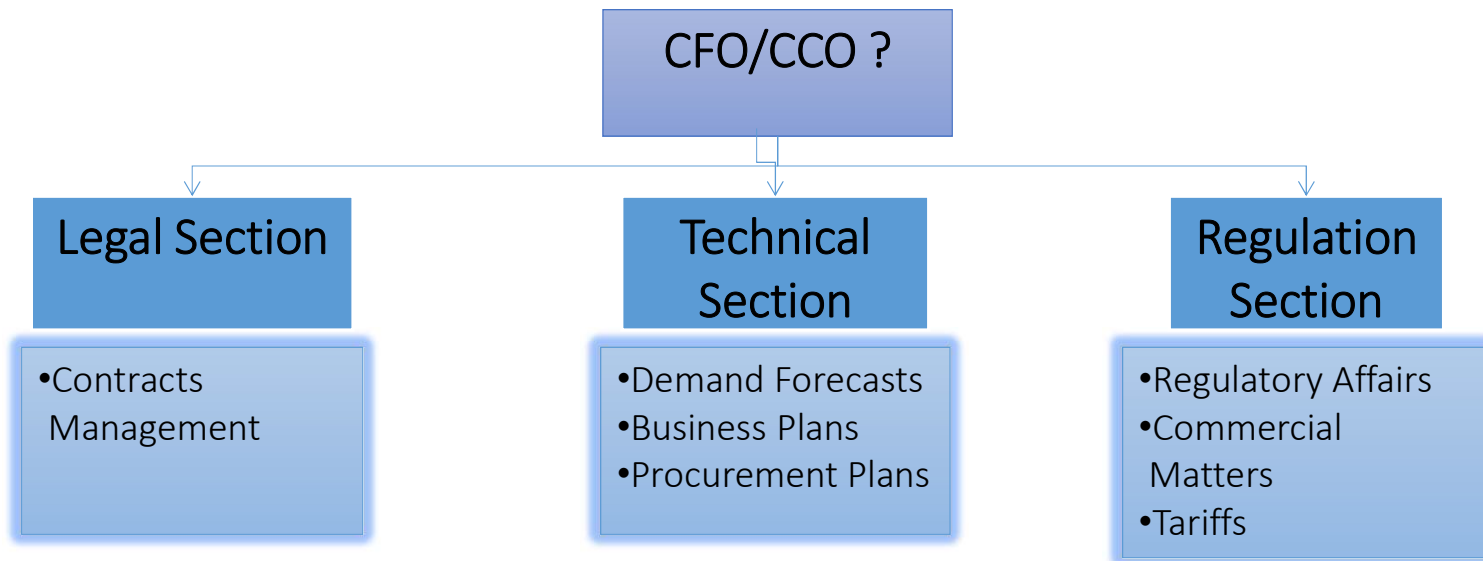 CFO/CCO ?
Legal Section
•Contracts
Management
Technical
Section
•Demand Forecasts
•Business Plans
•Procurement Plans
Regulation
Section
•Regulatory Affairs
•Commercial
Matters
•Tariffs